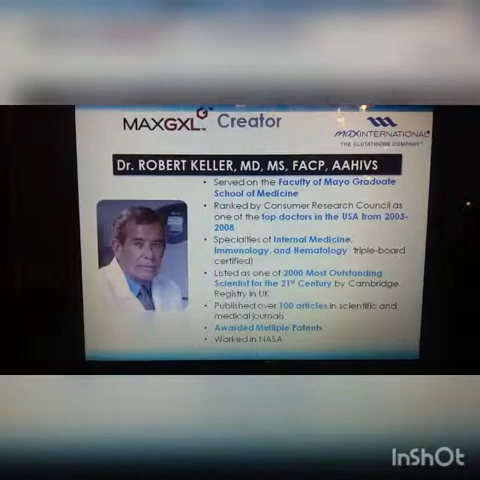 MAXGXL™ Creator
maxINTERNATIONAL®
THE GLUTATHONE COMPANY™
Dr. ROBERT KELLER, MD, MS, FACP, AAHIVS
• Served on the Faculty of Mayo Graduate
School of Medicine
• Ranked by Consumer Research Council as
one of the top doctors in the USA from 2003-
2008
• Specialties of Internal Medicine,
Immunology, and Hematology triple-board
certified)
• Listed as one of 2000 Most Outstanding
Scientist for the 21st Century by Cambridge
Registry in UK
• Published over 100 articles in scientific and
medical journals
• Awarded Multiple Patents
• Worked in NASA
InShOt